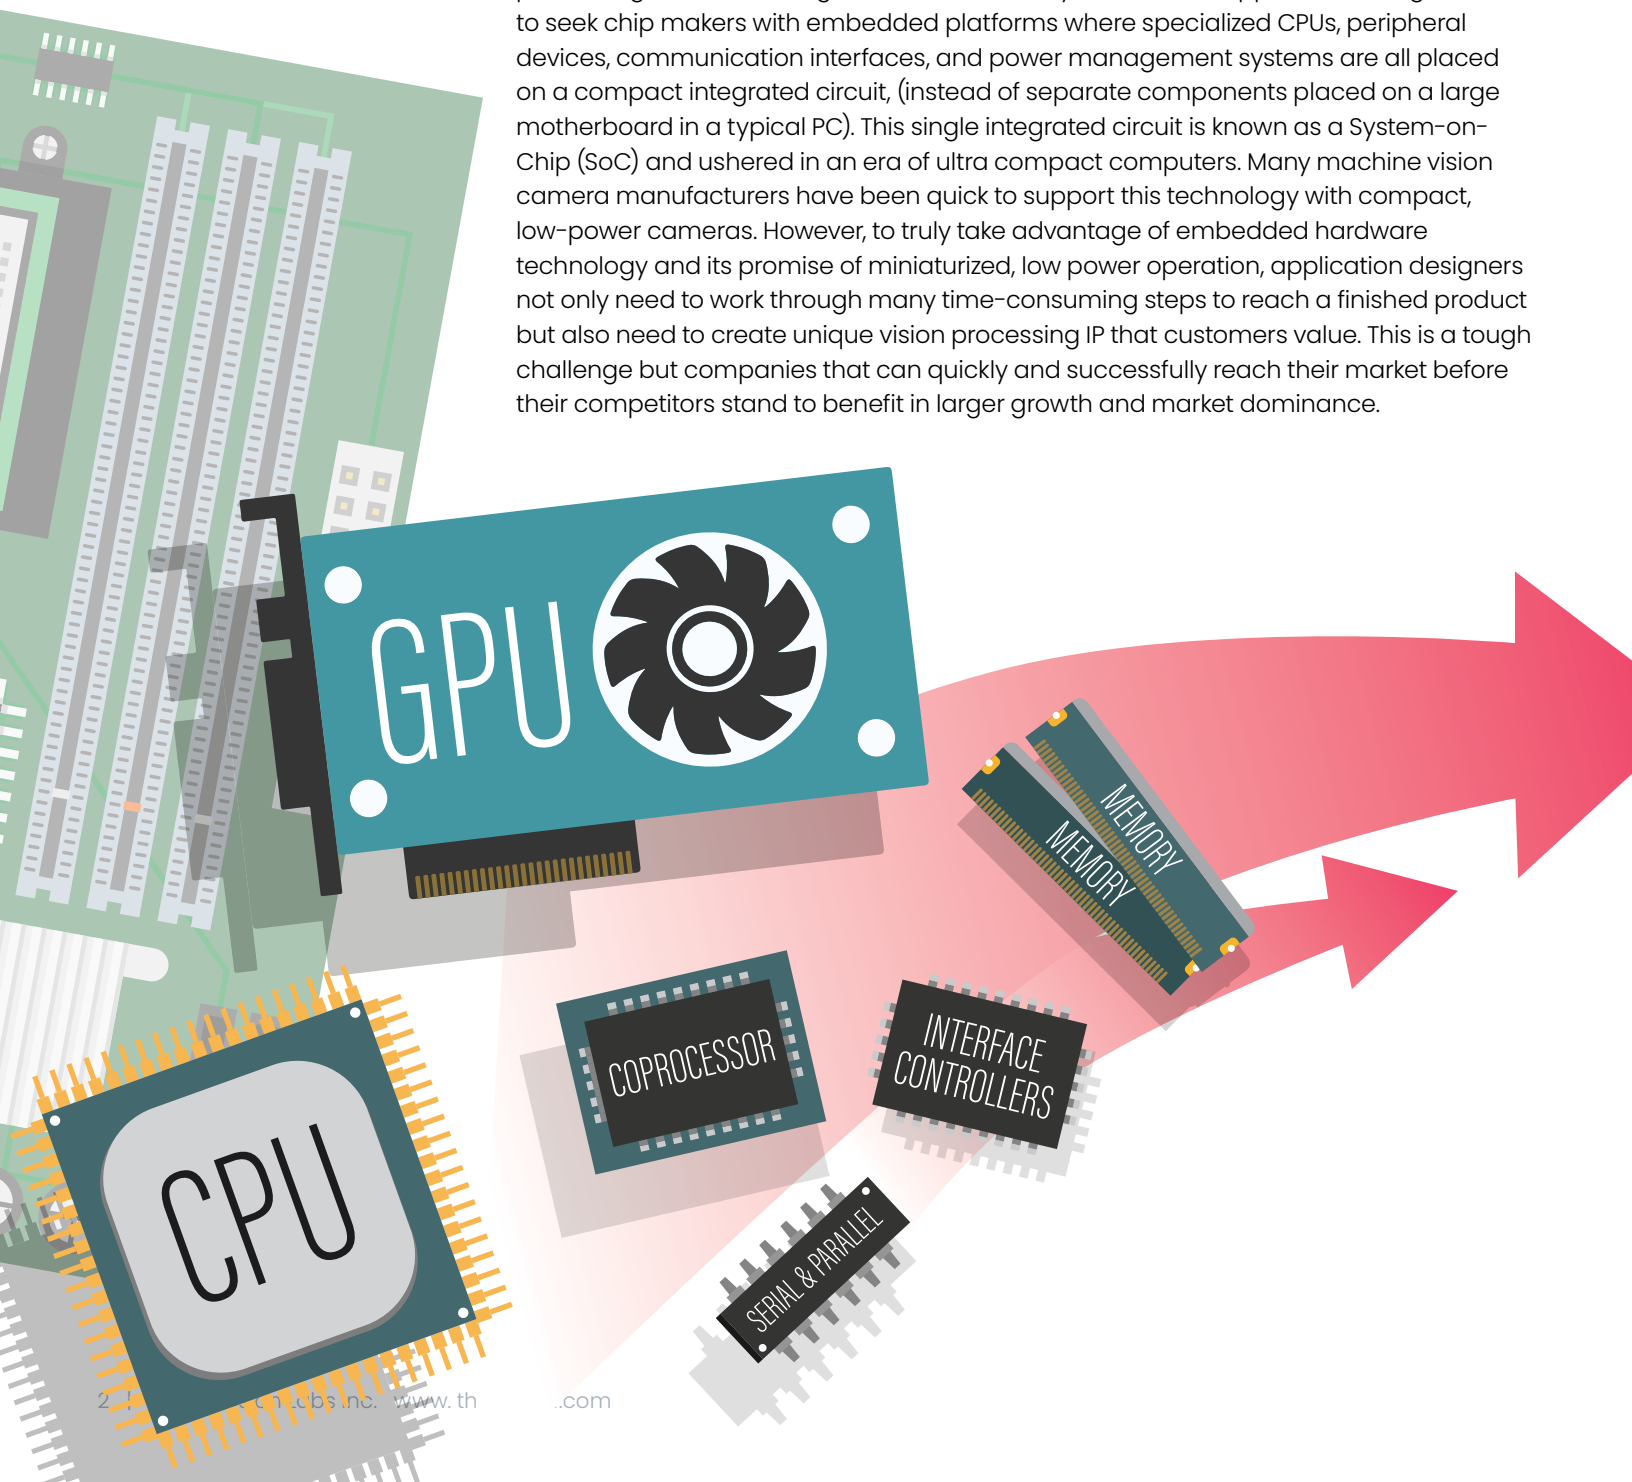 to seek chip makers with embedded platforms where specialized CPUs, peripheral
devices, communication interfaces, and power management systems are all placed
on a compact integrated circuit, (instead of separate components placed on a large
motherboard in a typical PC). This single integrated circuit is known as a System-on-
Chip (SoC) and ushered in an era of ultra compact computers. Many machine vision
camera manufacturers have been quick to support this technology with compact,
low-power cameras. However, to truly take advantage of embedded hardware
technology and its promise of miniaturized, low power operation, application designers
not only need to work through many time-consuming steps to reach a finished product
but also need to create unique vision processing IP that customers value. This is a tough
challenge but companies that can quickly and successfully reach their market before
their competitors stand to benefit in larger growth and market dominance.
GPU
MEMORY
MEMORY
COPROCESSOR
INTERFACE
CONTROLLERS
CPU
SERIAL & PARALLEL
2 | Labs Inc. www. th .com